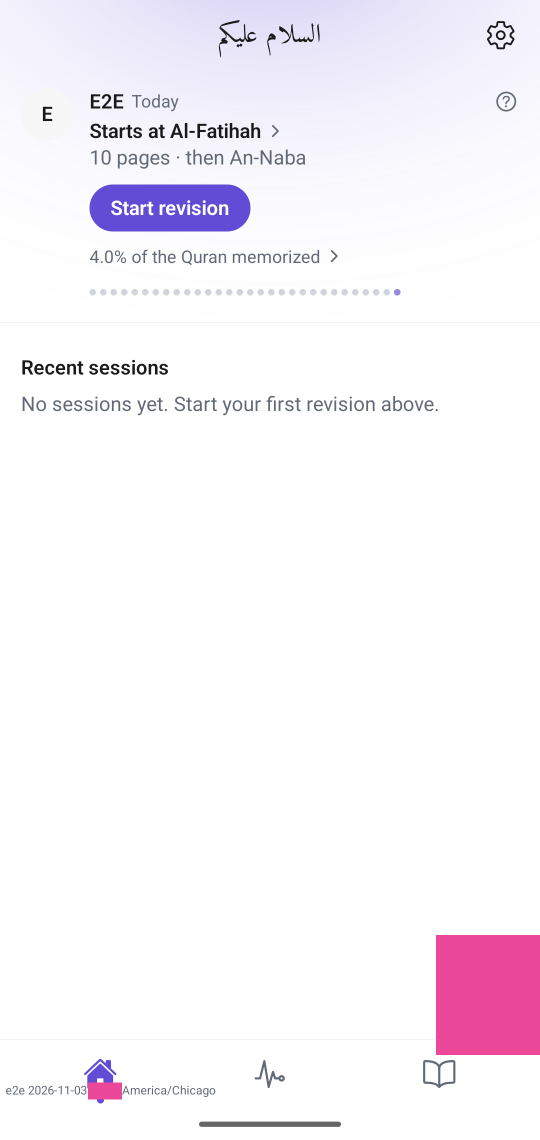 السلام عليكم
E
E2E Today
Starts at Al-Fatihah
10 pages · then An-Naba
Start revision
4.0% of the Quran memorized
Recent sessions
No sessions yet. Start your first revision above.
e2e 2026-11-03 America/Chicago